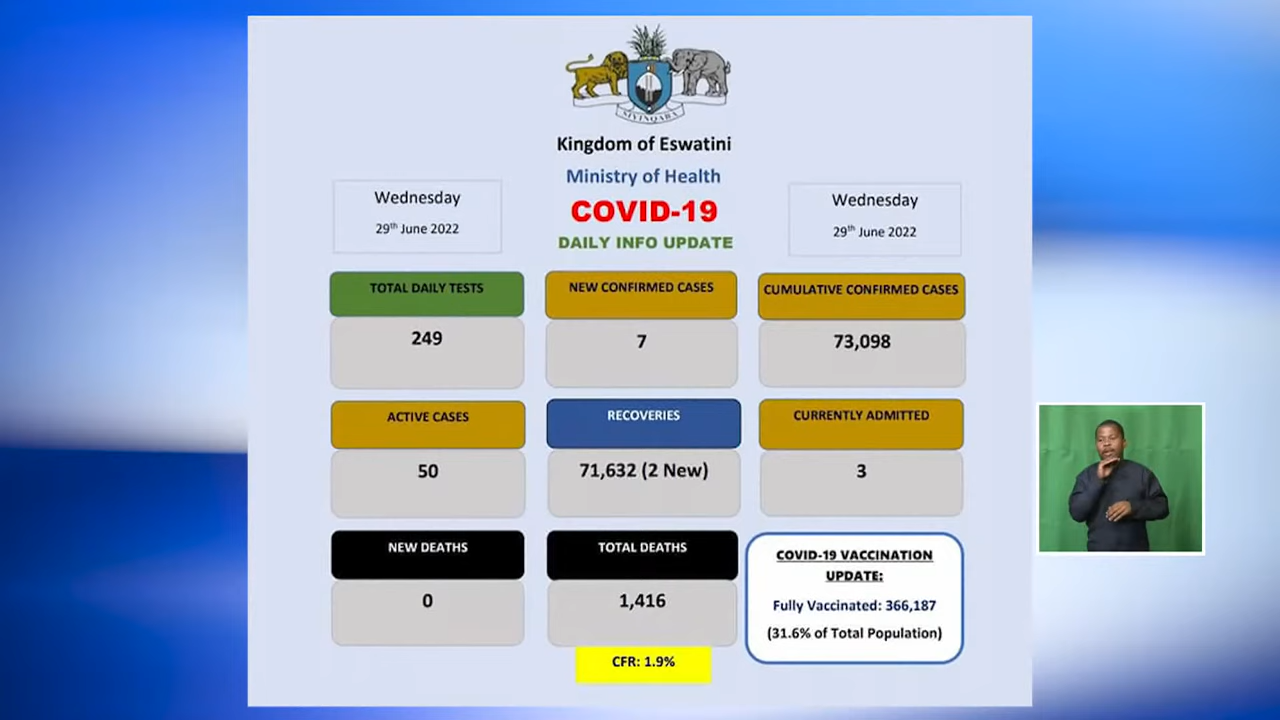 SIYINQABA
Kingdom of Eswatini
Ministry of Health
COVID-19
DAILY INFO UPDATE
Wednesday
29th June 2022
Wednesday
29th June 2022
TOTAL DAILY TESTS
249
NEW CONFIRMED CASES
7
CUMULATIVE CONFIRMED CASES
73,098
ACTIVE CASES
50
RECOVERIES
71,632 (2 New)
CURRENTLY ADMITTED
3
NEW DEATHS
0
TOTAL DEATHS
1,416
CFR: 1.9%
COVID-19 VACCINATION
UPDATE:
Fully Vaccinated: 366,187
(31.6% of Total Population)